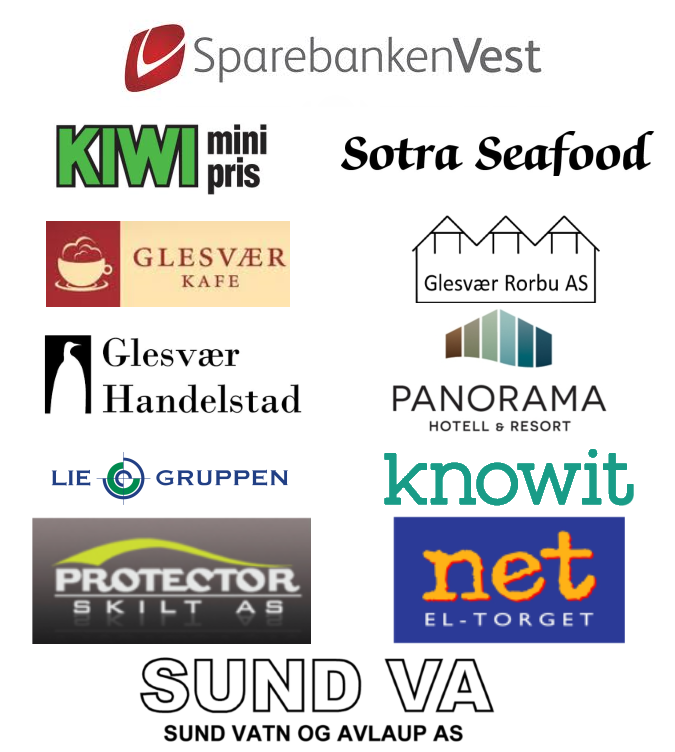 SparebankenVest
KIWI mini pris
Sotra Seafood
GLESVÆR
KAFE
Glesvær Rorbu AS
Glesvær
Handelstad
PANORAMA
HOTELL & RESORT
LIE GRUPPEN
knowit
PROTECTOR
SKILT AS
net
EL-TORGET
SUND VA
SUND VATN OG AVLAUP AS